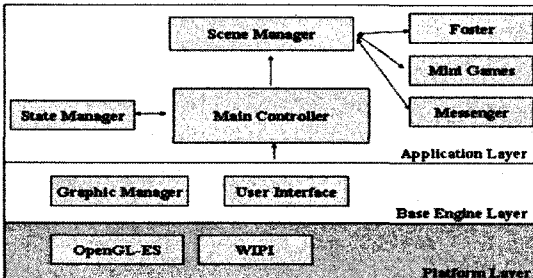 Scene Manager
Foster
Mini Games
Messenger
State Manager
Main Controller
Application Layer
Graphic Manager
User Interface
Base Engine Layer
OpenGL-ES
WIPI
Platform Layer